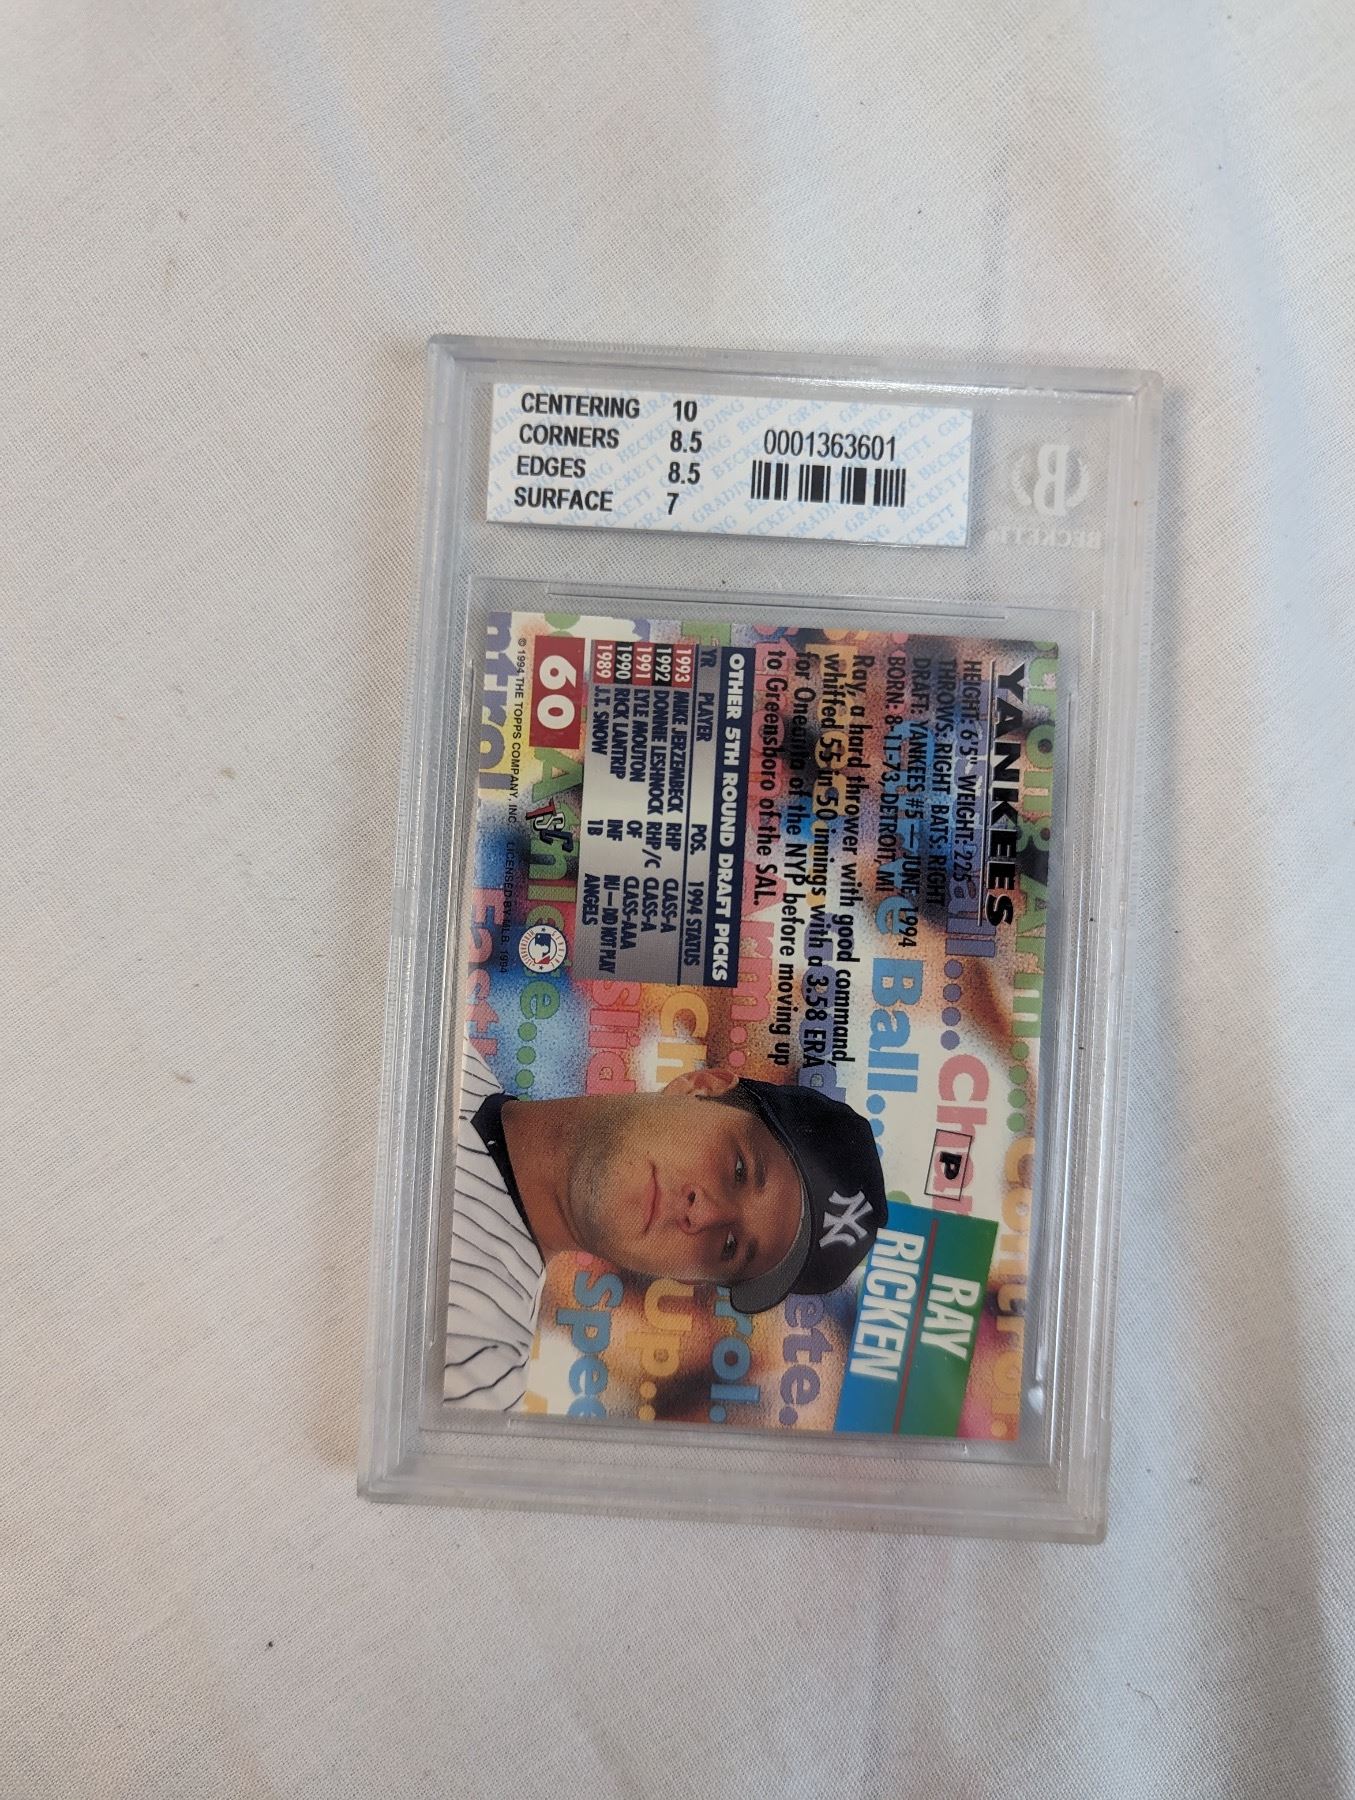 CENTERING 10
CORNERS 8.5
EDGES 8.5
SURFACE 7
0001363601
BECKETT
YANKEES
HEIGHT: 6'5" WEIGHT: 225
THROWS: RIGHT BATS: RIGHT
DRAFT: YANKEES #5 — JUNE, 1994
BORN: 8-11-73, DETROIT, MI
P
RAY
RICKEN
Ray, a hard thrower with good command,
whiffed 55 in 50 innings with a 3.58 ERA
for Oneonta of the NYP before moving up
to Greensboro of the SAL.
OTHER 5TH ROUND DRAFT PICKS
YR PLAYER POS. 1994 STATUS
1993 MIKE JERZEMBECK RHP CLASS-A
1992 DONNIE LESHNOCK RHP/C CLASS-A
1991 LYLE MOUTON OF CLASS-AAA
1990 RICK LANTRIP INF INJ—DID NOT PLAY
1989 J.T. SNOW 1B ANGELS
60
TSC
© 1994 THE TOPPS COMPANY, INC. LICENSED BY MLB. 1994